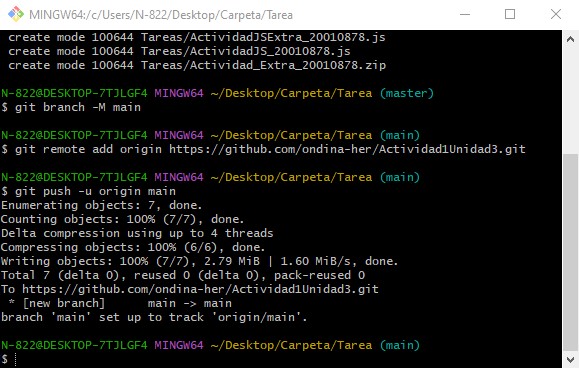 MINGW64:/c/Users/N-822/Desktop/Carpeta/Tarea
create mode 100644 Tareas/ActividadJSExtra_20010878.js
create mode 100644 Tareas/ActividadJS_20010878.js
create mode 100644 Tareas/Actividad_Extra_20010878.zip
N-822@DESKTOP-7TJLGF4 MINGW64 ~/Desktop/Carpeta/Tarea (master)
$ git branch -M main
N-822@DESKTOP-7TJLGF4 MINGW64 ~/Desktop/Carpeta/Tarea (main)
$ git remote add origin https://github.com/ondina-her/Actividad1Unidad3.git
N-822@DESKTOP-7TJLGF4 MINGW64 ~/Desktop/Carpeta/Tarea (main)
$ git push -u origin main
Enumerating objects: 7, done.
Counting objects: 100% (7/7), done.
Delta compression using up to 4 threads
Compressing objects: 100% (6/6), done.
Writing objects: 100% (7/7), 2.79 MiB | 1.60 MiB/s, done.
Total 7 (delta 0), reused 0 (delta 0), pack-reused 0
To https://github.com/ondina-her/Actividad1Unidad3.git
* [new branch] main -> main
branch 'main' set up to track 'origin/main'.
N-822@DESKTOP-7TJLGF4 MINGW64 ~/Desktop/Carpeta/Tarea (main)
$